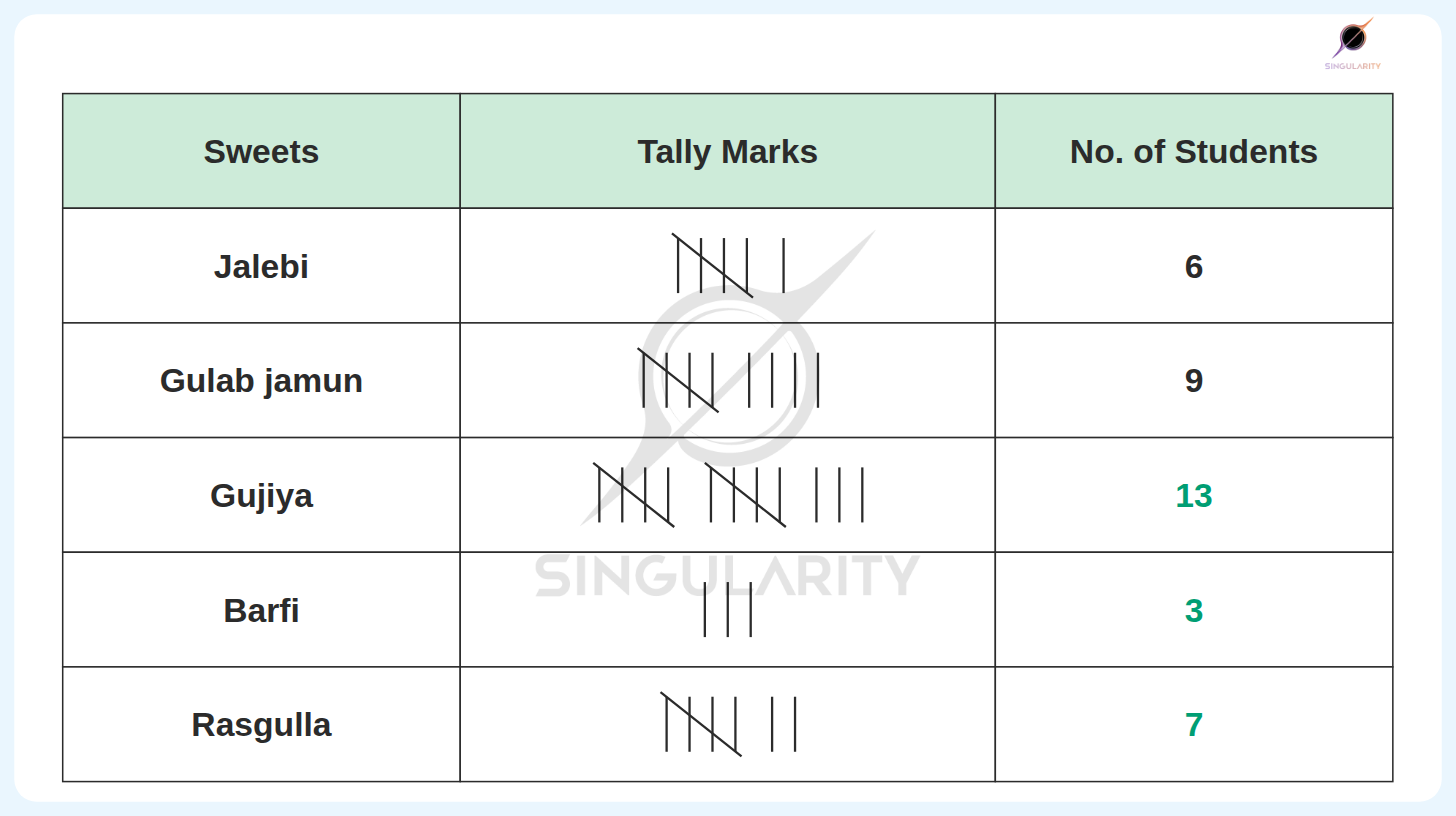 SINGULARITY
Sweets Tally Marks No. of Students
Jalebi 6
Gulab jamun 9
Gujiya 13
SINGULARITY
Barfi 3
Rasgulla 7